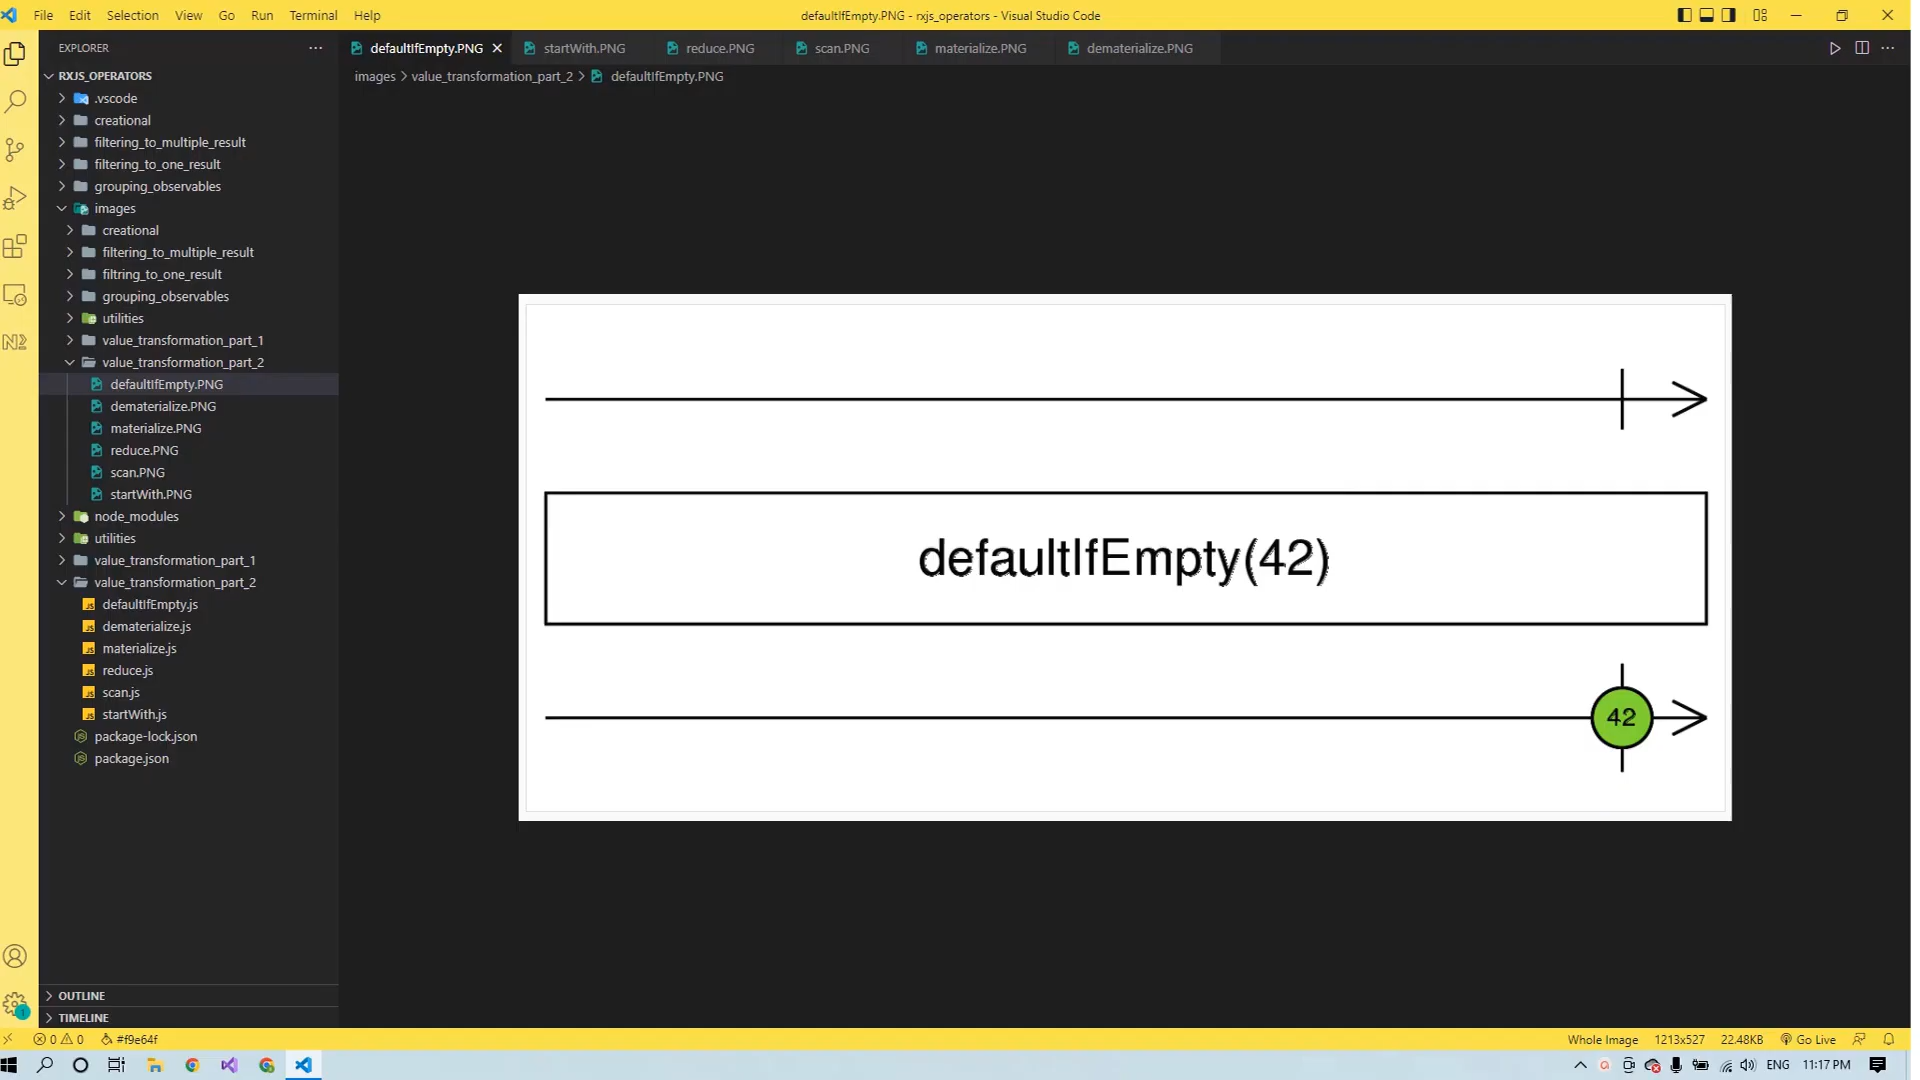 File Edit Selection View Go Run Terminal Help
defaultIfEmpty.PNG - rxjs_operators - Visual Studio Code
EXPLORER
defaultIfEmpty.PNG startWith.PNG reduce.PNG scan.PNG materialize.PNG dematerialize.PNG
images > value_transformation_part_2 > defaultIfEmpty.PNG
RXJS_OPERATORS
.vscode
creational
filtering_to_multiple_result
filtering_to_one_result
grouping_observables
images
creational
filtering_to_multiple_result
filtring_to_one_result
grouping_observables
utilities
value_transformation_part_1
value_transformation_part_2
defaultIfEmpty.PNG
dematerialize.PNG
materialize.PNG
reduce.PNG
scan.PNG
startWith.PNG
node_modules
utilities
value_transformation_part_1
value_transformation_part_2
defaultIfEmpty.js
dematerialize.js
materialize.js
reduce.js
scan.js
startWith.js
package-lock.json
package.json
defaultIfEmpty(42)
42
OUTLINE
TIMELINE
0 0 #f9e64f
Whole Image 1213x527 22.48KB Go Live
ENG 11:17 PM